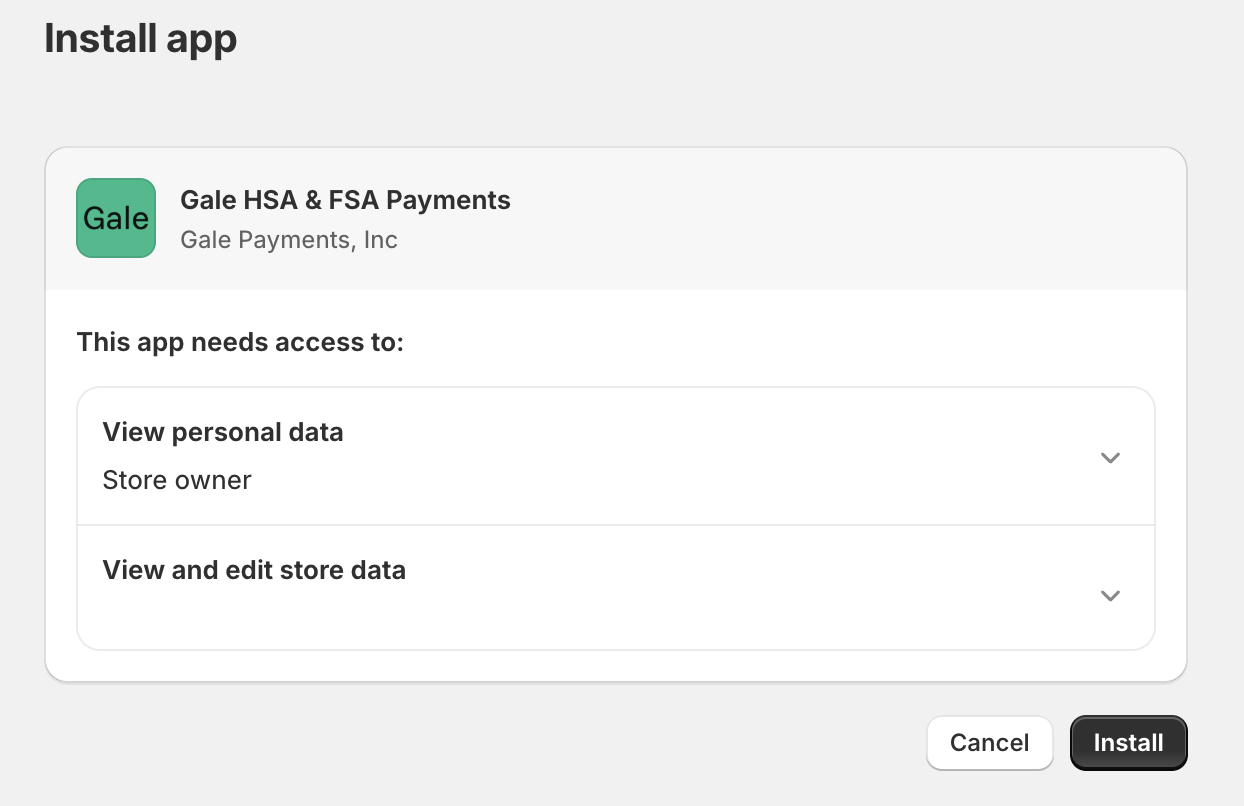 Install app
Gale
Gale HSA & FSA Payments
Gale Payments, Inc
This app needs access to:
View personal data
Store owner
View and edit store data
Cancel
Install